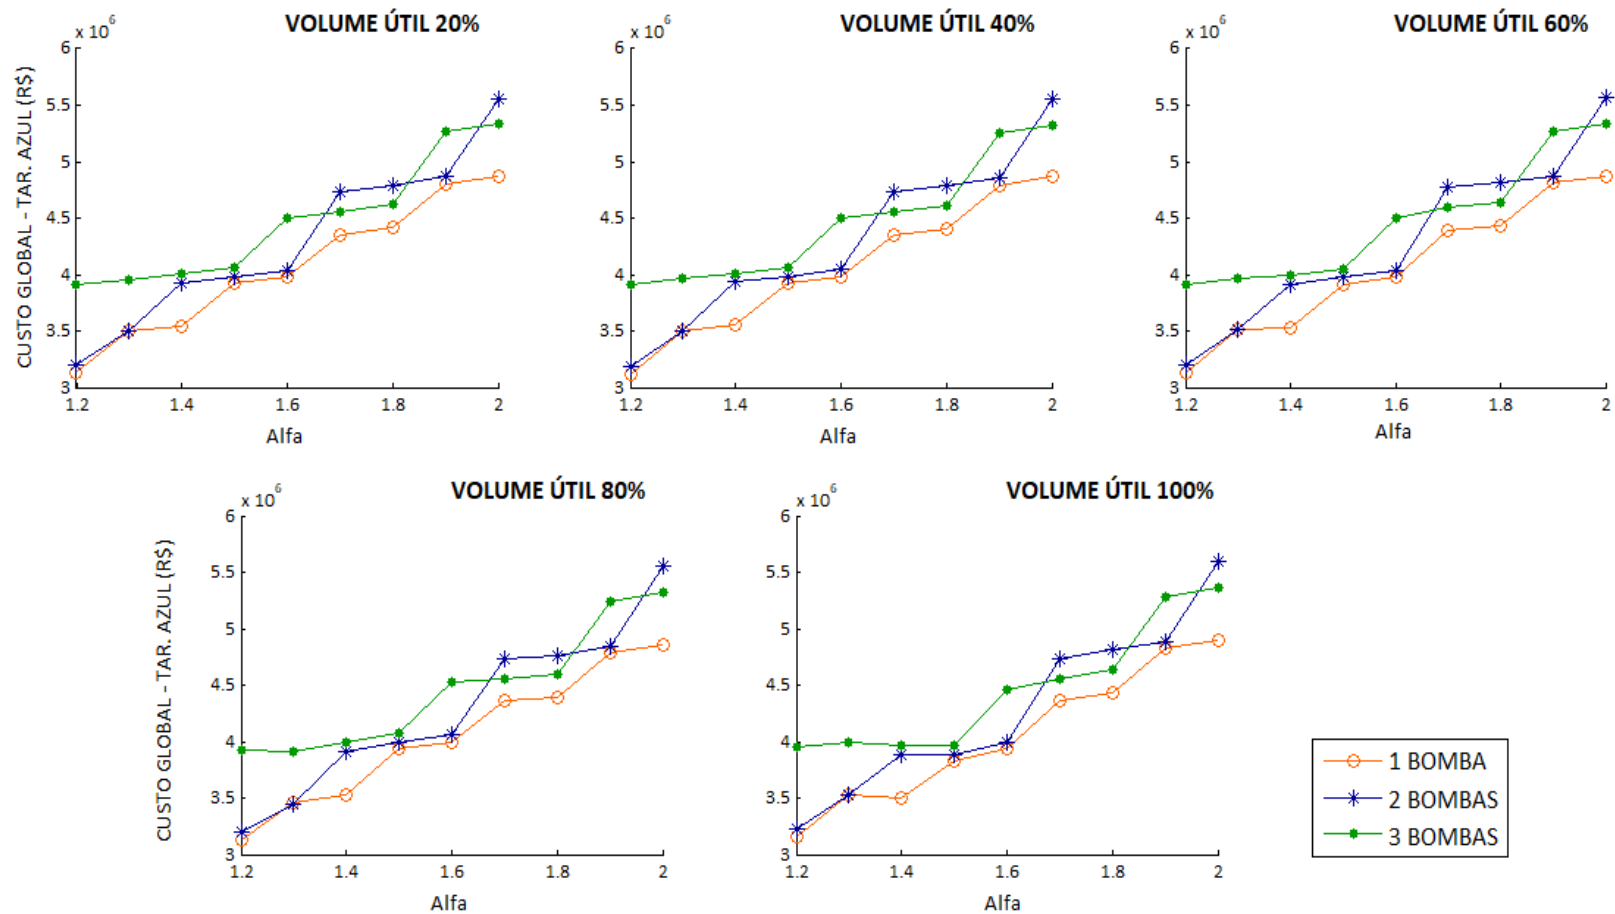 VOLUME ÚTIL 20%
x 10^6
CUSTO GLOBAL - TAR. AZUL (R$)
6
5.5
5
4.5
4
3.5
3
1.2 1.4 1.6 1.8 2
Alfa
VOLUME ÚTIL 40%
x 10^6
6
5.5
5
4.5
4
3.5
3
1.2 1.4 1.6 1.8 2
Alfa
VOLUME ÚTIL 60%
x 10^6
6
5.5
5
4.5
4
3.5
3
1.2 1.4 1.6 1.8 2
Alfa
VOLUME ÚTIL 80%
x 10^6
CUSTO GLOBAL - TAR. AZUL (R$)
6
5.5
5
4.5
4
3.5
3
1.2 1.4 1.6 1.8 2
Alfa
VOLUME ÚTIL 100%
x 10^6
6
5.5
5
4.5
4
3.5
3
1.2 1.4 1.6 1.8 2
Alfa
1 BOMBA
2 BOMBAS
3 BOMBAS